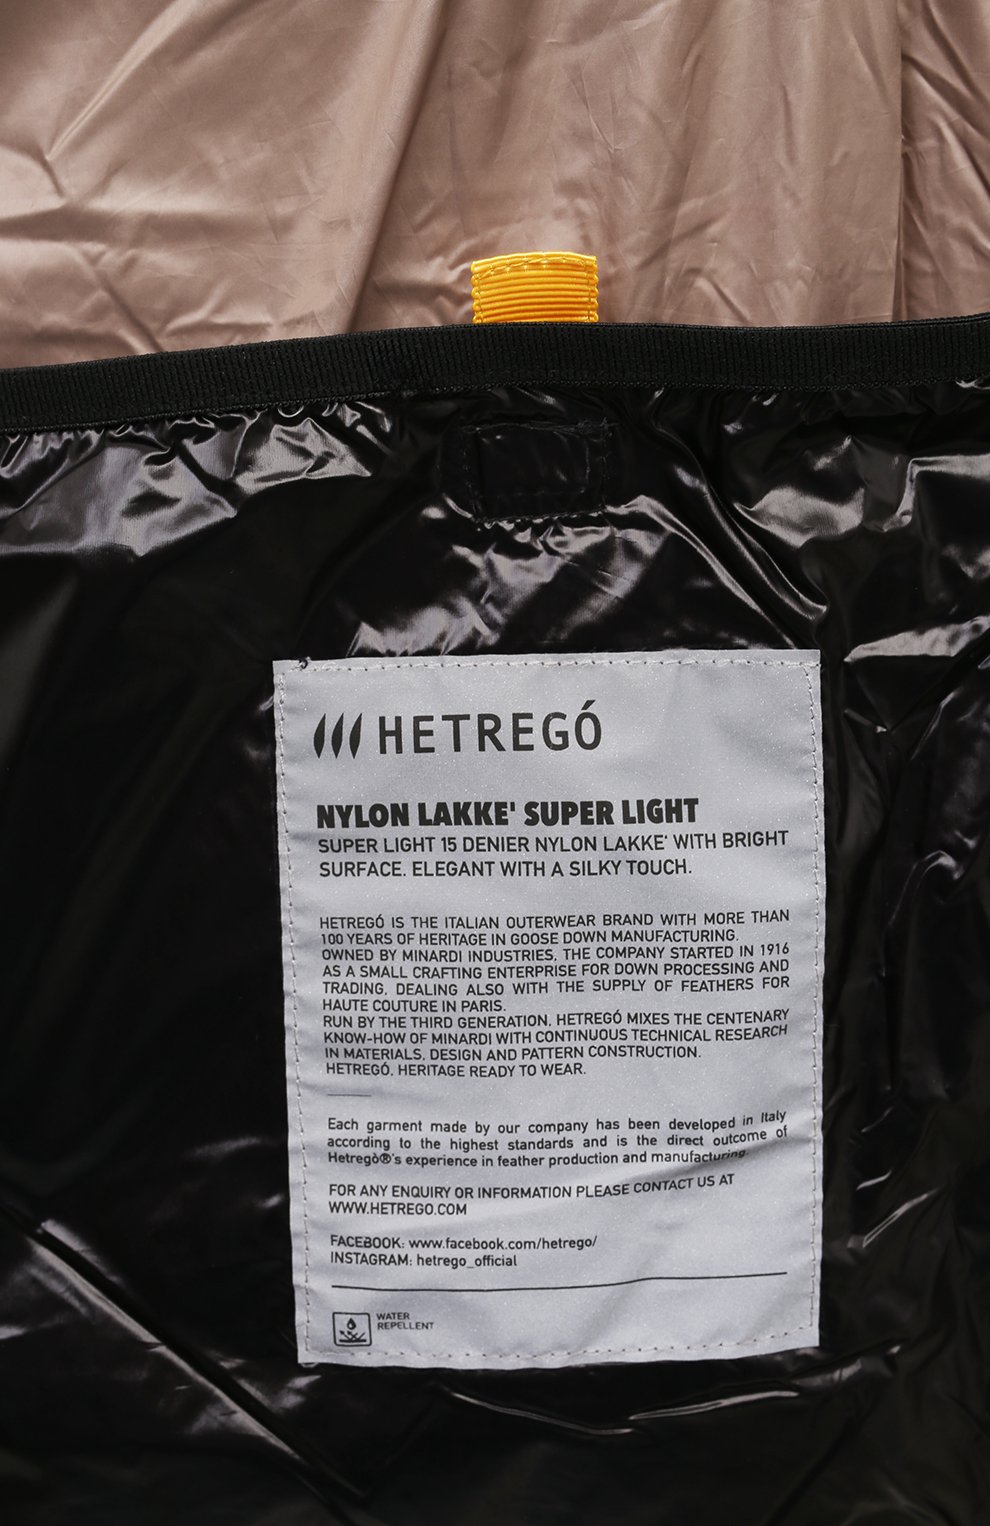 HETREGÓ
NYLON LAKKE' SUPER LIGHT
SUPER LIGHT 15 DENIER NYLON LAKKE' WITH BRIGHT
SURFACE. ELEGANT WITH A SILKY TOUCH.
HETREGÓ IS THE ITALIAN OUTERWEAR BRAND WITH MORE THAN
100 YEARS OF HERITAGE IN GOOSE DOWN MANUFACTURING.
OWNED BY MINARDI INDUSTRIES, THE COMPANY STARTED IN 1916
AS A SMALL CRAFTING ENTERPRISE FOR DOWN PROCESSING AND
TRADING, DEALING ALSO WITH THE SUPPLY OF FEATHERS FOR
HAUTE COUTURE IN PARIS.
RUN BY THE THIRD GENERATION, HETREGÓ MIXES THE CENTENARY
KNOW-HOW OF MINARDI WITH CONTINUOUS TECHNICAL RESEARCH
IN MATERIALS, DESIGN AND PATTERN CONSTRUCTION.
HETREGÓ, HERITAGE READY TO WEAR.
Each garment made by our company has been developed in Italy
according to the highest standards and is the direct outcome of
Hetregò®'s experience in feather production and manufacturing.
FOR ANY ENQUIRY OR INFORMATION PLEASE CONTACT US AT
WWW.HETREGO.COM
FACEBOOK: www.facebook.com/hetrego/
INSTAGRAM: hetrego_official
WATER
REPELLENT